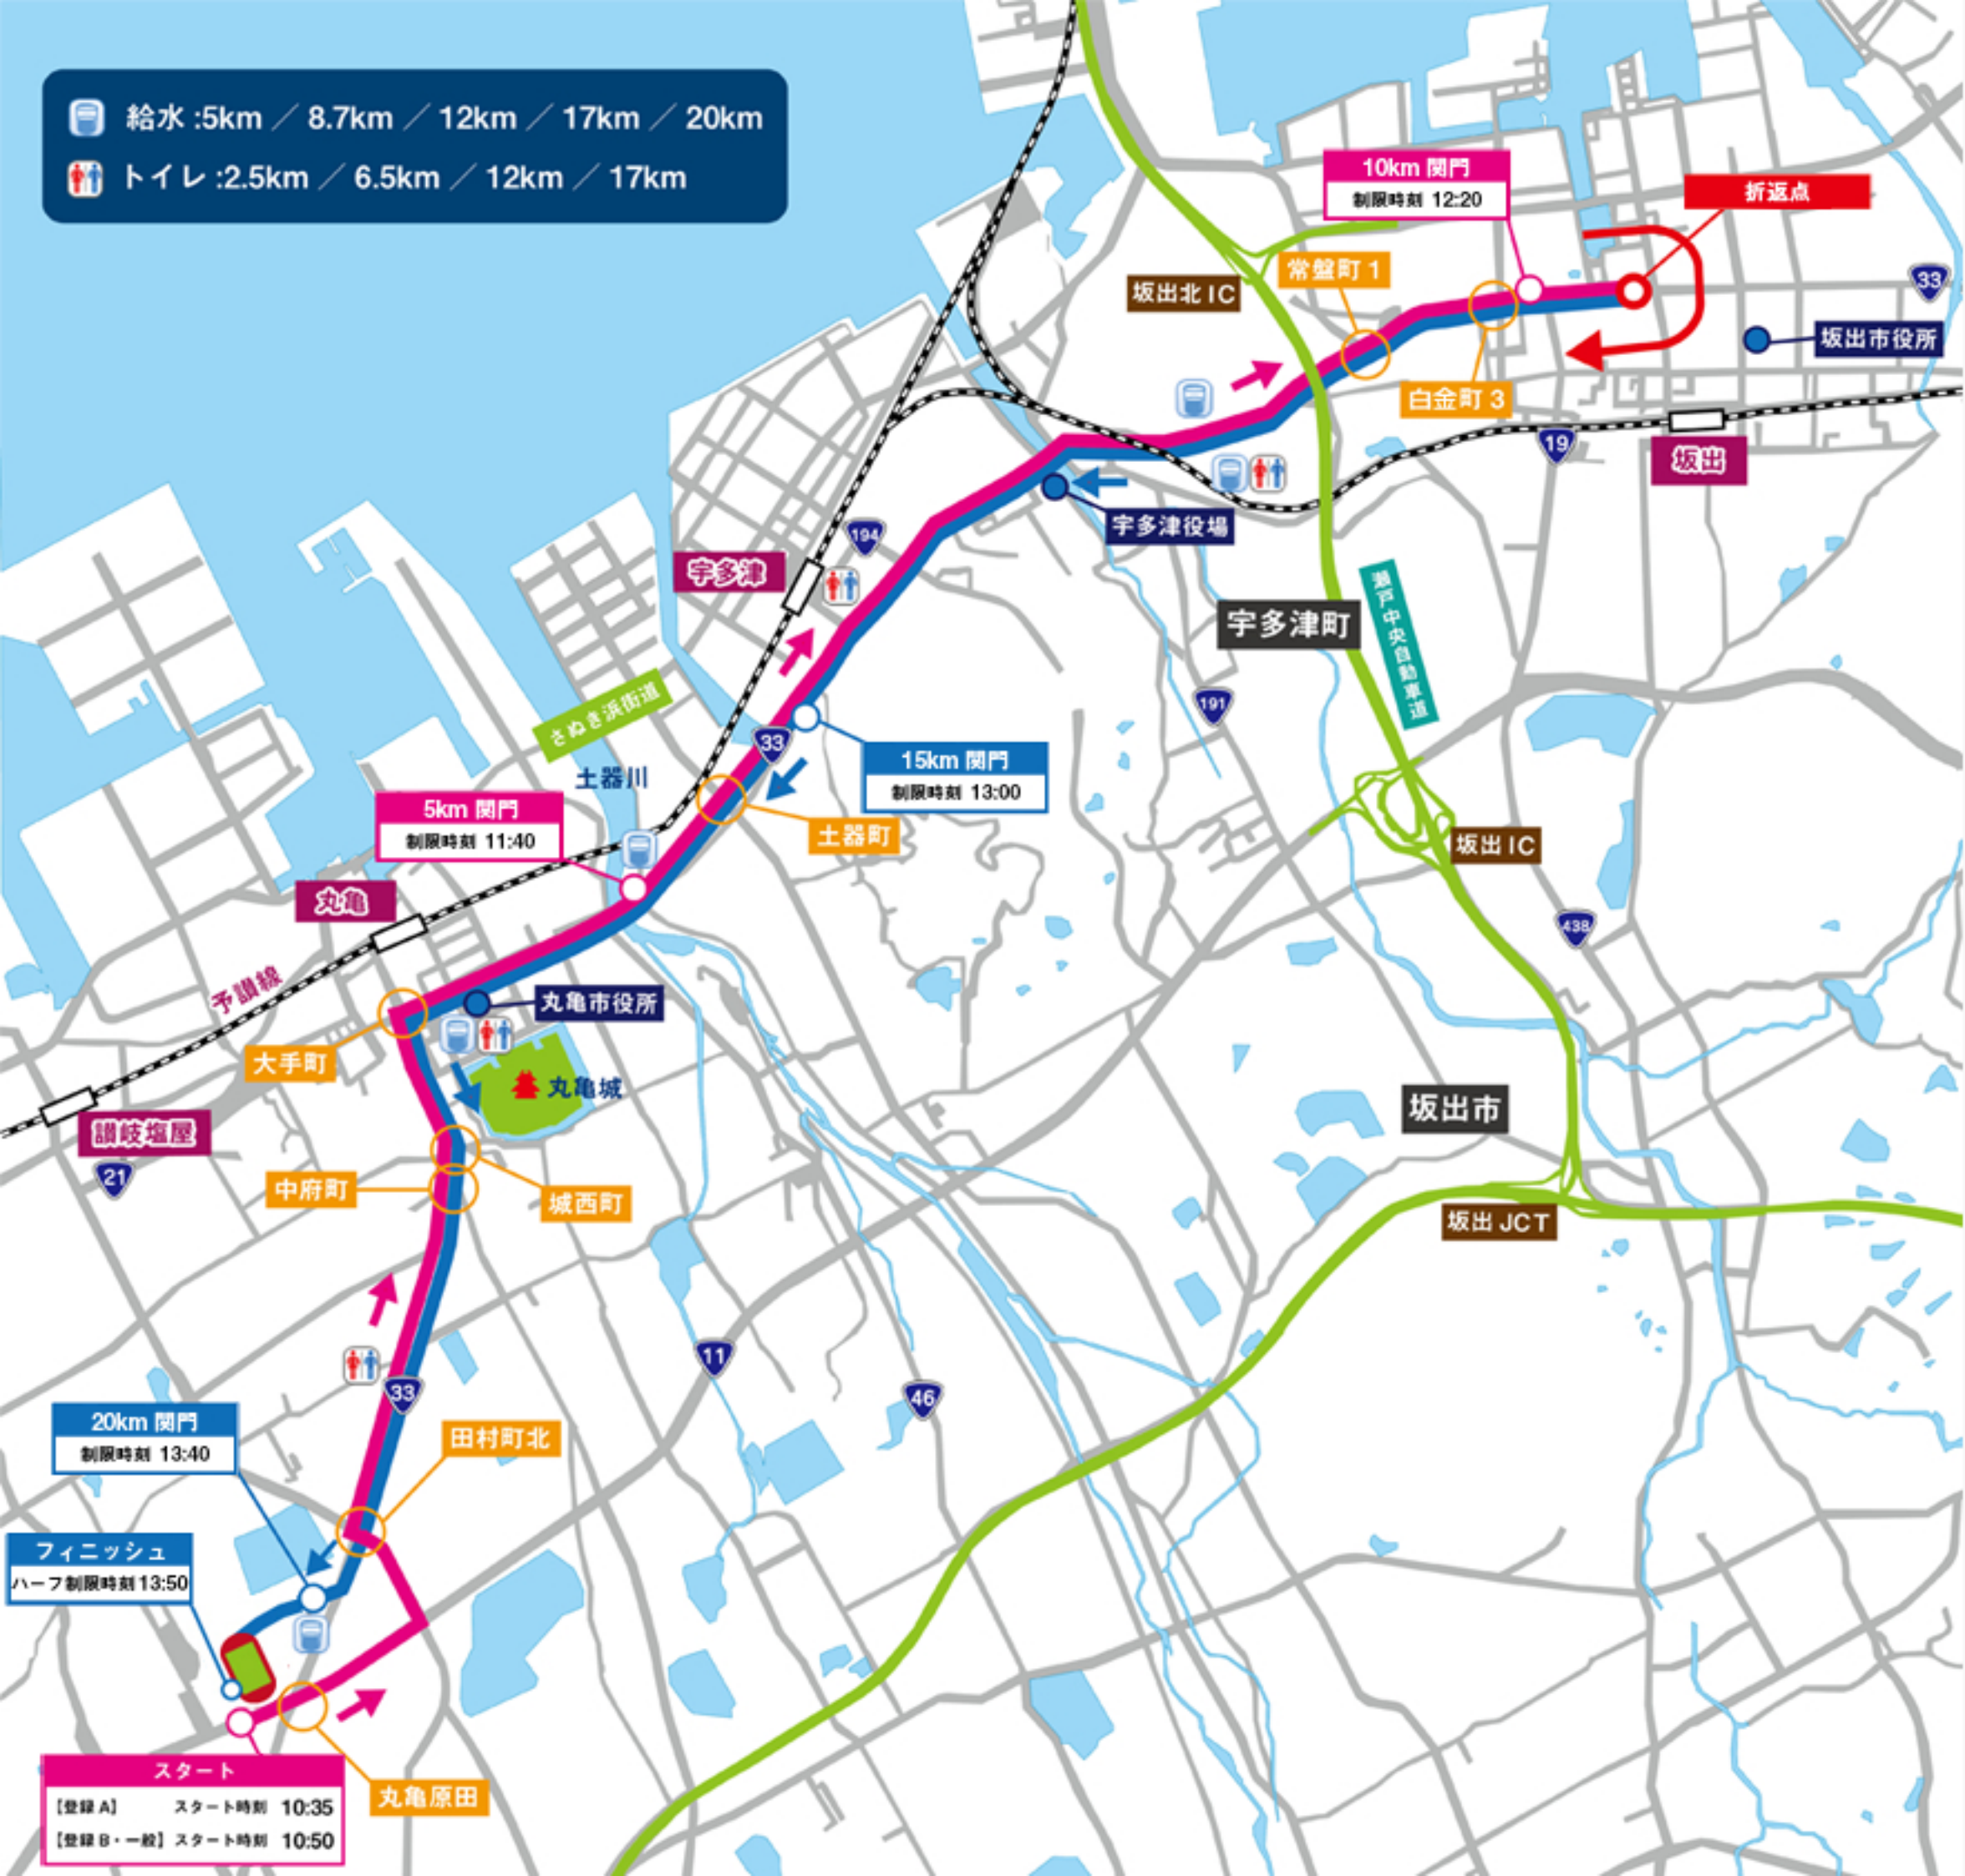 給水 :5km ／ 8.7km ／ 12km ／ 17km ／ 20km
トイレ :2.5km ／ 6.5km ／ 12km ／ 17km
10km 関門
制限時刻 12:20
折返点
常盤町 1
坂出北 IC
33
坂出市役所
白金町 3
19
坂出
宇多津役場
194
宇多津
宇多津町
瀬戸中央自動車道
191
さぬき浜街道
土器川
33
15km 関門
制限時刻 13:00
5km 関門
制限時刻 11:40
土器町
坂出 IC
丸亀
438
予讃線
丸亀市役所
大手町
丸亀城
坂出市
讃岐塩屋
21
中府町
城西町
坂出 JCT
11
46
33
20km 関門
制限時刻 13:40
田村町北
フィニッシュ
ハーフ制限時刻 13:50
スタート
【登録 A】 スタート時刻 10:35
【登録 B・一般】 スタート時刻 10:50
丸亀原田